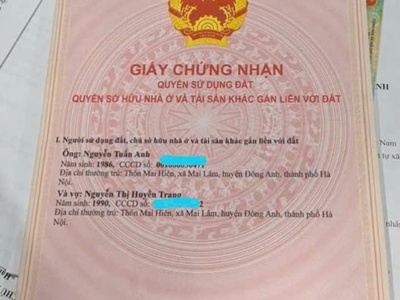 GIẤY CHỨNG NHẬN
QUYỀN SỬ DỤNG ĐẤT
QUYỀN SỞ HỮU NHÀ Ở VÀ TÀI SẢN KHÁC GẮN LIỀN VỚI ĐẤT
I. Người sử dụng đất, chủ sở hữu nhà ở và tài sản khác gắn liền với đất
Ông: Nguyễn Tuấn Anh
Năm sinh: 1986, CCCD số:
Địa chỉ thường trú: Thôn Mai Hiên, xã Mai Lâm, huyện Đông Anh, thành phố Hà
Nội.
Và vợ: Nguyễn Thị Huyền Trang
Năm sinh: 1990, CCCD số: 2
Địa chỉ thường trú: Thôn Mai Hiên, xã Mai Lâm, huyện Đông Anh, thành phố Hà
Nội.